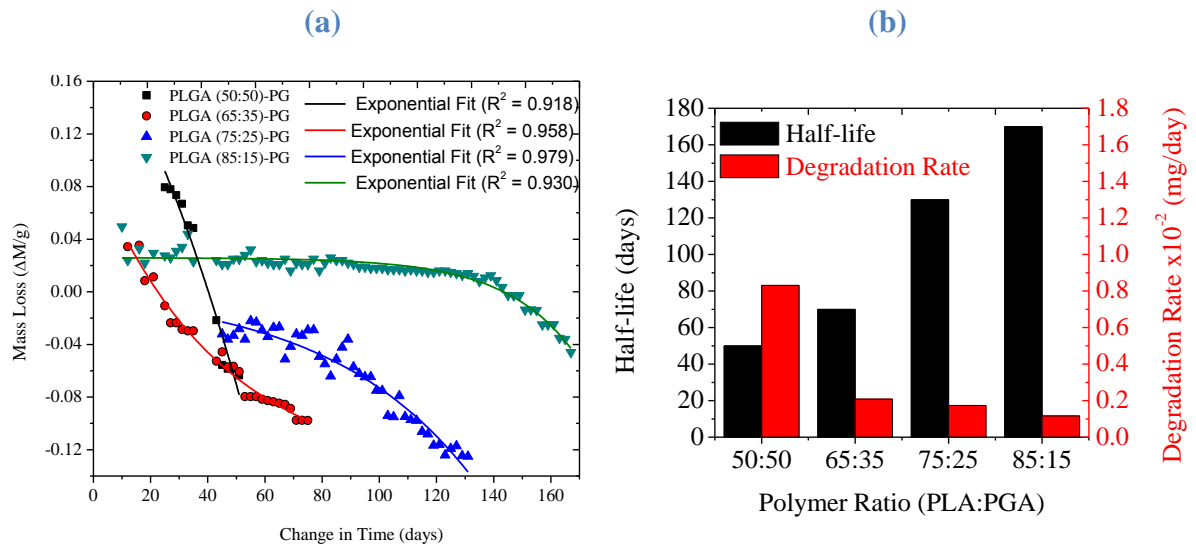 (a)
0.16
0.12
0.08
0.04
0.00
-0.04
-0.08
-0.12
Mass Loss (ΔM/g)
PLGA (50:50)-PG
PLGA (65:35)-PG
PLGA (75:25)-PG
PLGA (85:15)-PG
Exponential Fit (R² = 0.918)
Exponential Fit (R² = 0.958)
Exponential Fit (R² = 0.979)
Exponential Fit (R² = 0.930)
0 20 40 60 80 100 120 140 160
Change in Time (days)
(b)
180
160
140
120
100
80
60
40
20
0
Half-life (days)
Half-life
Degradation Rate
1.8
1.6
1.4
1.2
1.0
0.8
0.6
0.4
0.2
0.0
Degradation Rate x10⁻² (mg/day)
50:50 65:35 75:25 85:15
Polymer Ratio (PLA:PGA)